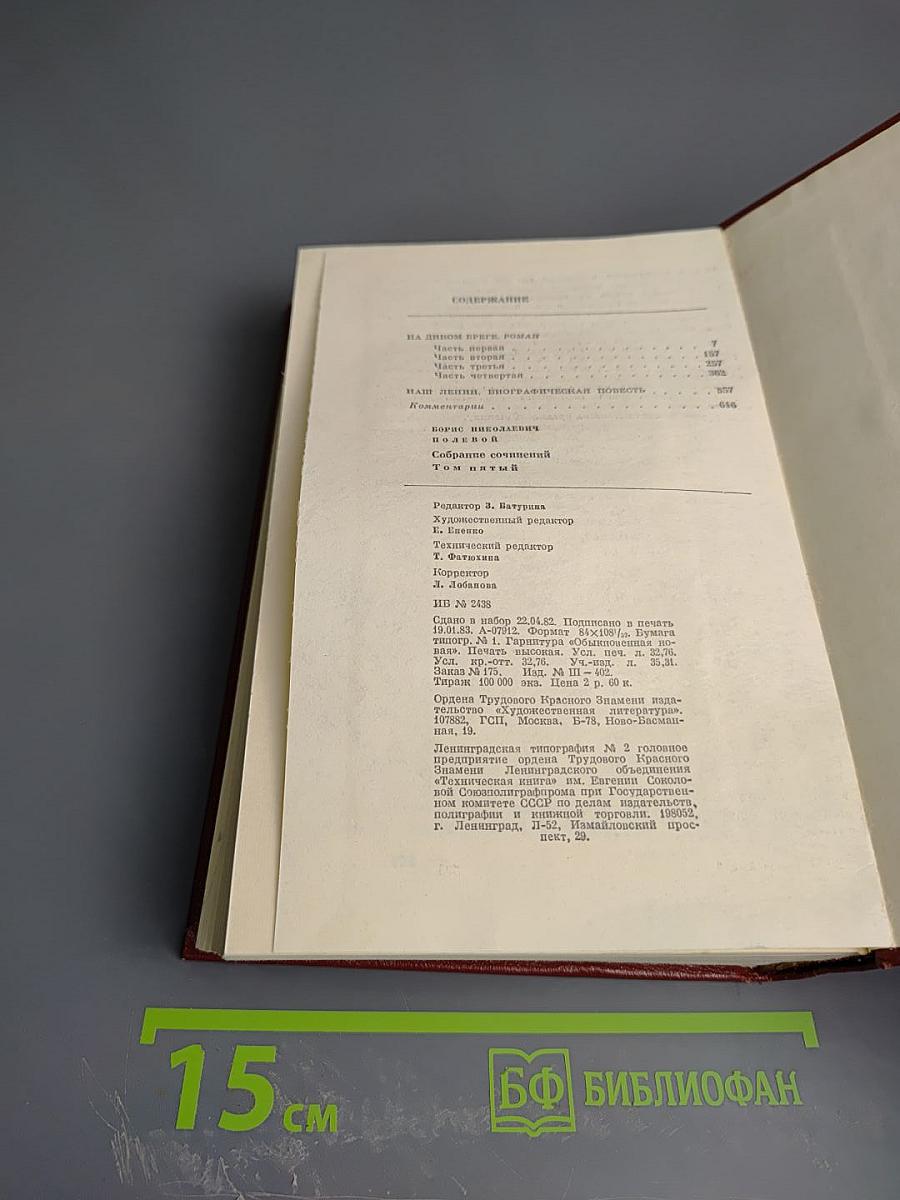 СОДЕРЖАНИЕ
НА ДИКОМ БРЕГЕ. РОМАН
Часть первая . . . . . . . . . . . . . . . . 7
Часть вторая . . . . . . . . . . . . . . . . 157
Часть третья . . . . . . . . . . . . . . . . 257
Часть четвертая . . . . . . . . . . . . . . 362
НАШ ЛЕНИН. БИОГРАФИЧЕСКАЯ ПОВЕСТЬ . . . . . 557
Комментарии . . . . . . . . . . . . . . . . 646
БОРИС НИКОЛАЕВИЧ
ПОЛЕВОЙ
Собрание сочинений
Том пятый
Редактор З. Батурина
Художественный редактор
Е. Ененко
Технический редактор
Т. Фатюхина
Корректор
Л. Лобанова
ИБ № 2438
Сдано в набор 22.04.82. Подписано в печать
19.01.83. А-07912. Формат 84×108¹/₃₂. Бумага
типогр. № 1. Гарнитура «Обыкновенная но-
вая». Печать высокая. Усл. печ. л. 32,76.
Усл. кр.-отт. 32,76. Уч.-изд. л. 35,31.
Заказ № 175. Изд. № III — 402.
Тираж 100 000 экз. Цена 2 р. 60 к.
Ордена Трудового Красного Знамени изда-
тельство «Художественная литература».
107882, ГСП, Москва, Б-78, Ново-Басман-
ная, 19.
Ленинградская типография № 2 головное
предприятие ордена Трудового Красного
Знамени Ленинградского объединения
«Техническая книга» им. Евгении Соколо-
вой Союзполиграфпрома при Государствен-
ном комитете СССР по делам издательств,
полиграфии и книжной торговли. 198052,
г. Ленинград, Л-52, Измайловский прос-
пект, 29.
15 см
БФ БИБЛИОФАН